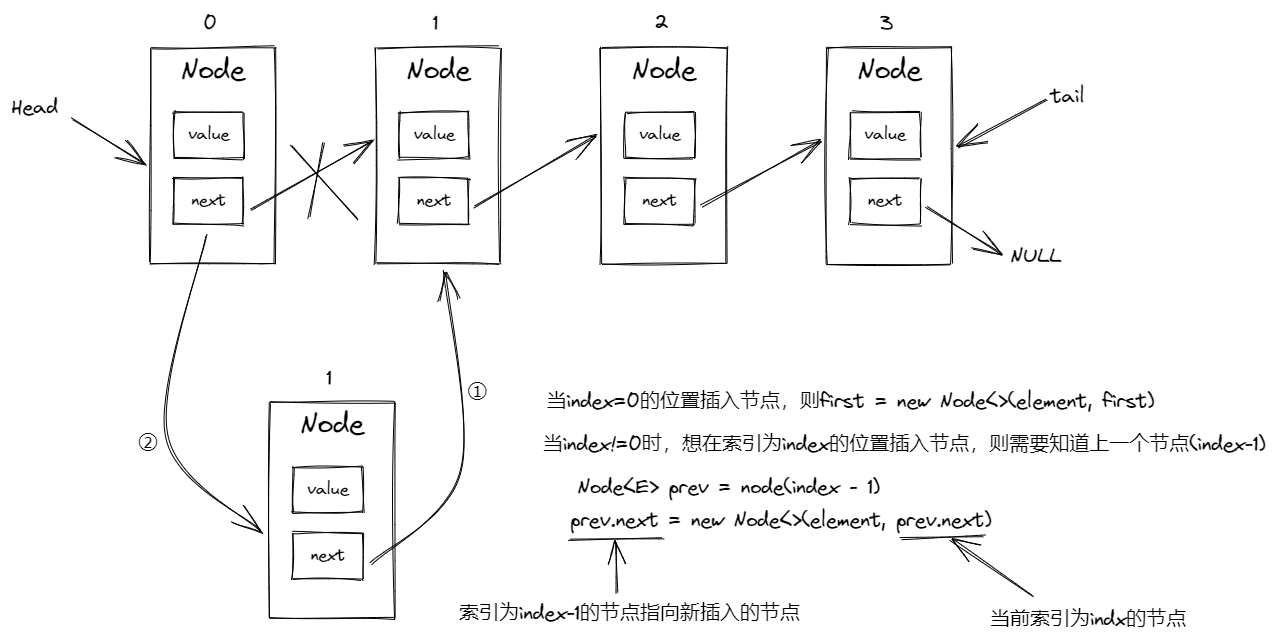 0 1 2 3
Node Node Node Node
Head
tail
value value value value
next next next next
NULL
1
①
Node
②
value
next
当index=0的位置插入节点，则first = new Node<>(element, first)
当index!=0时，想在索引为index的位置插入节点，则需要知道上一个节点(index-1)
Node<E> prev = node(index - 1)
prev.next = new Node<>(element, prev.next)
索引为index-1的节点指向新插入的节点
当前索引为indx的节点